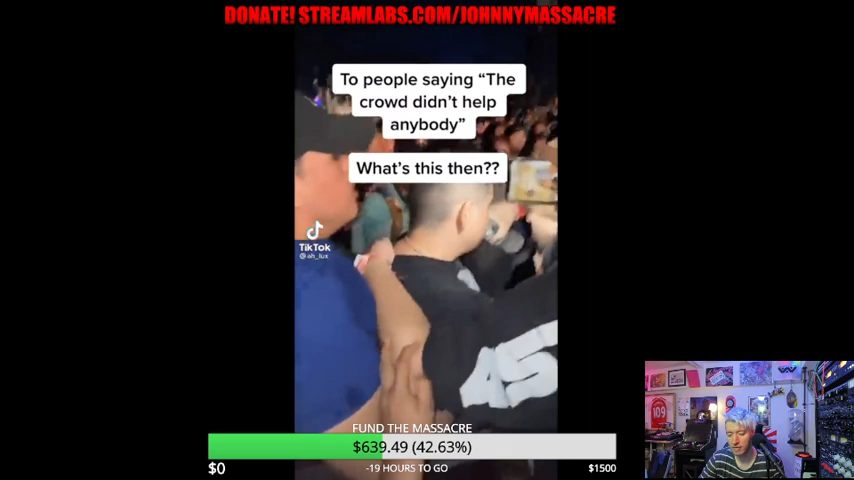 DONATE! STREAMLABS.COM/JOHNNYMASSACRE
To people saying “The
crowd didn’t help
anybody”
What’s this then??
TikTok
@ah_lux
45
109
FUND THE MASSACRE
$639.49 (42.63%)
$0
-19 HOURS TO GO
$1500